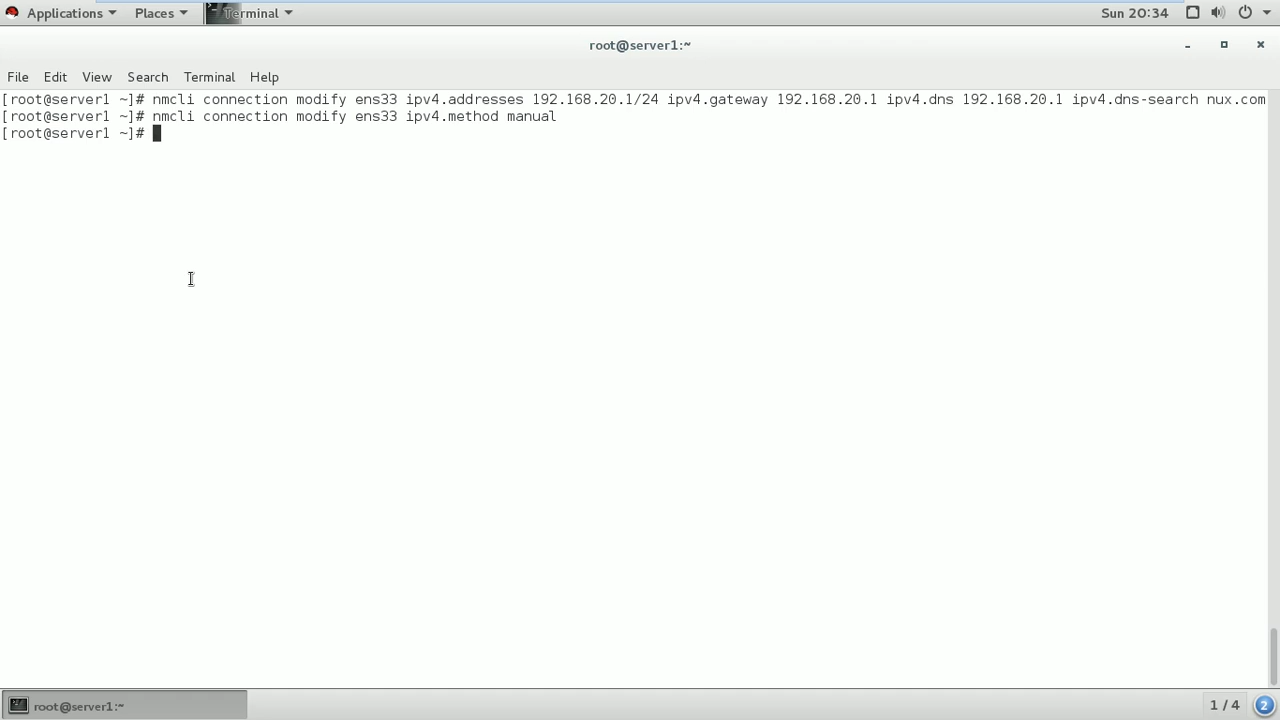 Applications Places Terminal Sun 20:34
root@server1:~
File Edit View Search Terminal Help
[root@server1 ~]# nmcli connection modify ens33 ipv4.addresses 192.168.20.1/24 ipv4.gateway 192.168.20.1 ipv4.dns 192.168.20.1 ipv4.dns-search nux.com
[root@server1 ~]# nmcli connection modify ens33 ipv4.method manual
[root@server1 ~]#
root@server1:~ 1 / 4 2